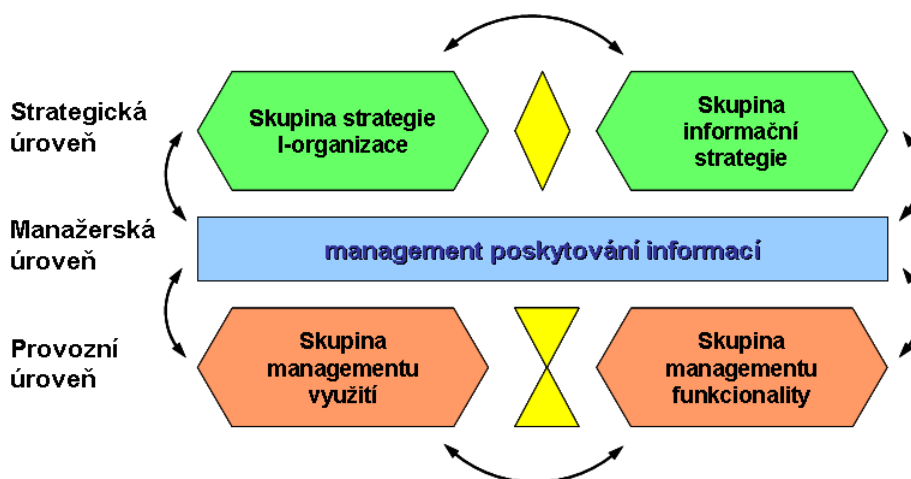 Strategická
úroveň
Skupina strategie
I-organizace
Skupina
informační
strategie
Manažerská
úroveň
management poskytování informací
Provozní
úroveň
Skupina
managementu
využití
Skupina
managementu
funkcionality